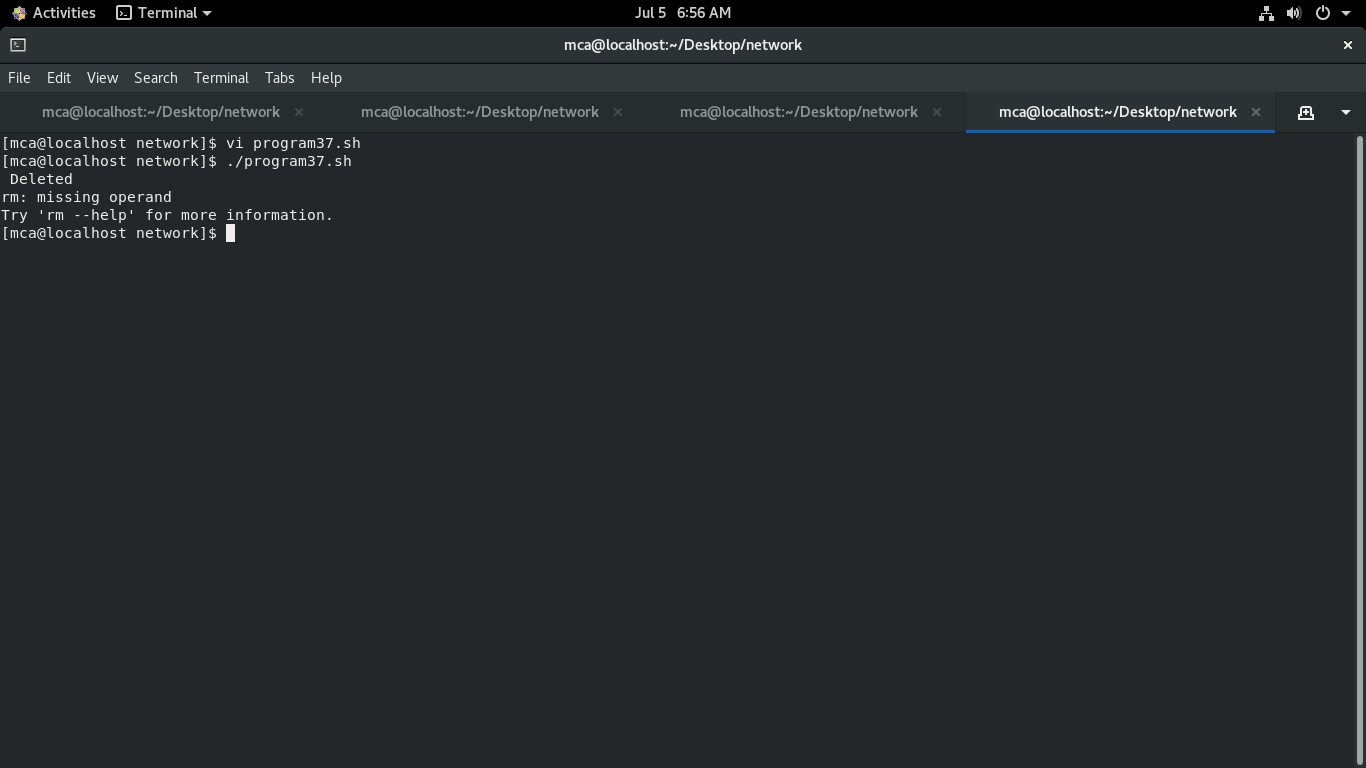 Activities Terminal Jul 5 6:56 AM
mca@localhost:~/Desktop/network
File Edit View Search Terminal Tabs Help
mca@localhost:~/Desktop/network mca@localhost:~/Desktop/network mca@localhost:~/Desktop/network mca@localhost:~/Desktop/network
[mca@localhost network]$ vi program37.sh
[mca@localhost network]$ ./program37.sh
 Deleted
rm: missing operand
Try 'rm --help' for more information.
[mca@localhost network]$